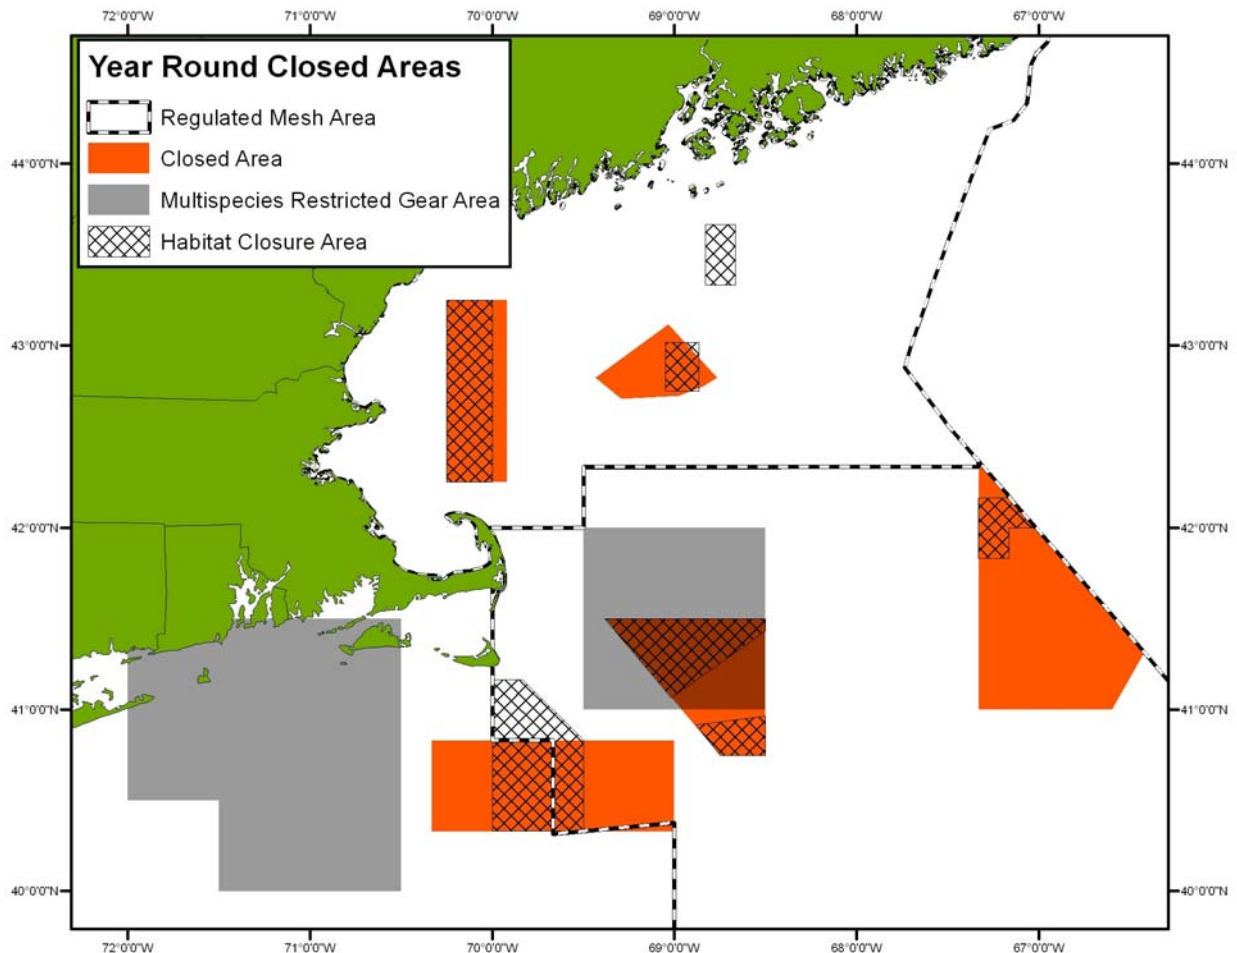 72°0'0"W 71°0'0"W 70°0'0"W 69°0'0"W 68°0'0"W 67°0'0"W
Year Round Closed Areas
Regulated Mesh Area
Closed Area
Multispecies Restricted Gear Area
Habitat Closure Area
44°0'0"N 44°0'0"N
43°0'0"N 43°0'0"N
42°0'0"N 42°0'0"N
41°0'0"N 41°0'0"N
40°0'0"N 40°0'0"N
72°0'0"W 71°0'0"W 70°0'0"W 69°0'0"W 68°0'0"W 67°0'0"W